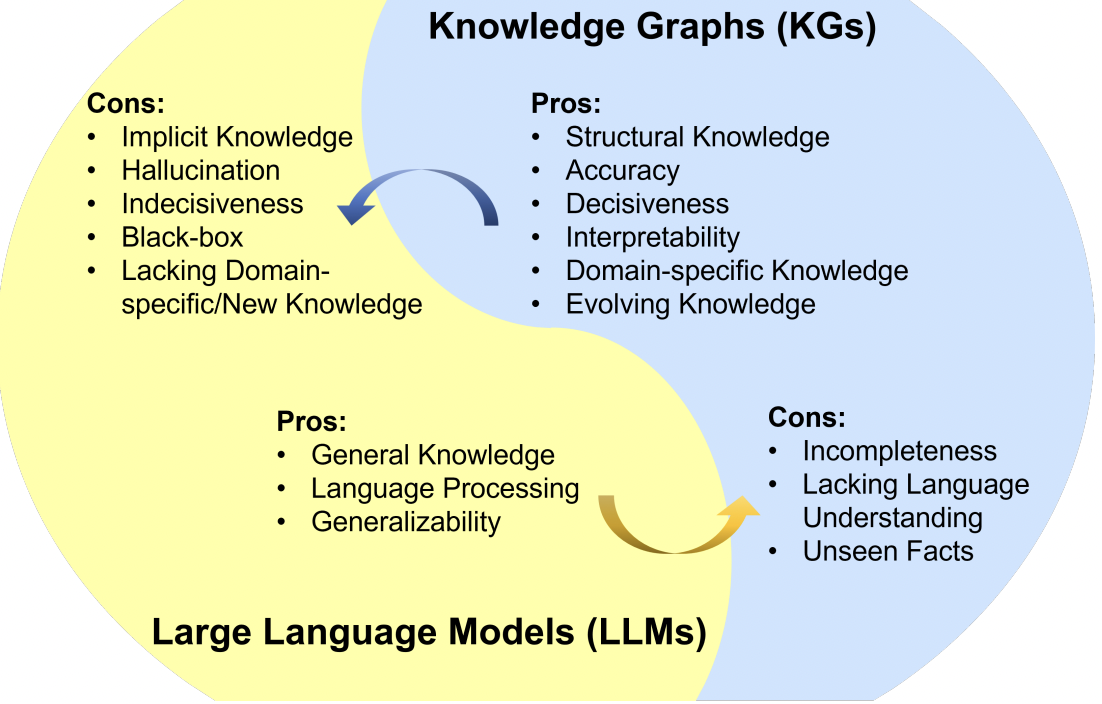 Knowledge Graphs (KGs)
Cons:
• Implicit Knowledge
• Hallucination
• Indecisiveness
• Black-box
• Lacking Domain-
specific/New Knowledge
Pros:
• Structural Knowledge
• Accuracy
• Decisiveness
• Interpretability
• Domain-specific Knowledge
• Evolving Knowledge
Pros:
• General Knowledge
• Language Processing
• Generalizability
Cons:
• Incompleteness
• Lacking Language
Understanding
• Unseen Facts
Large Language Models (LLMs)